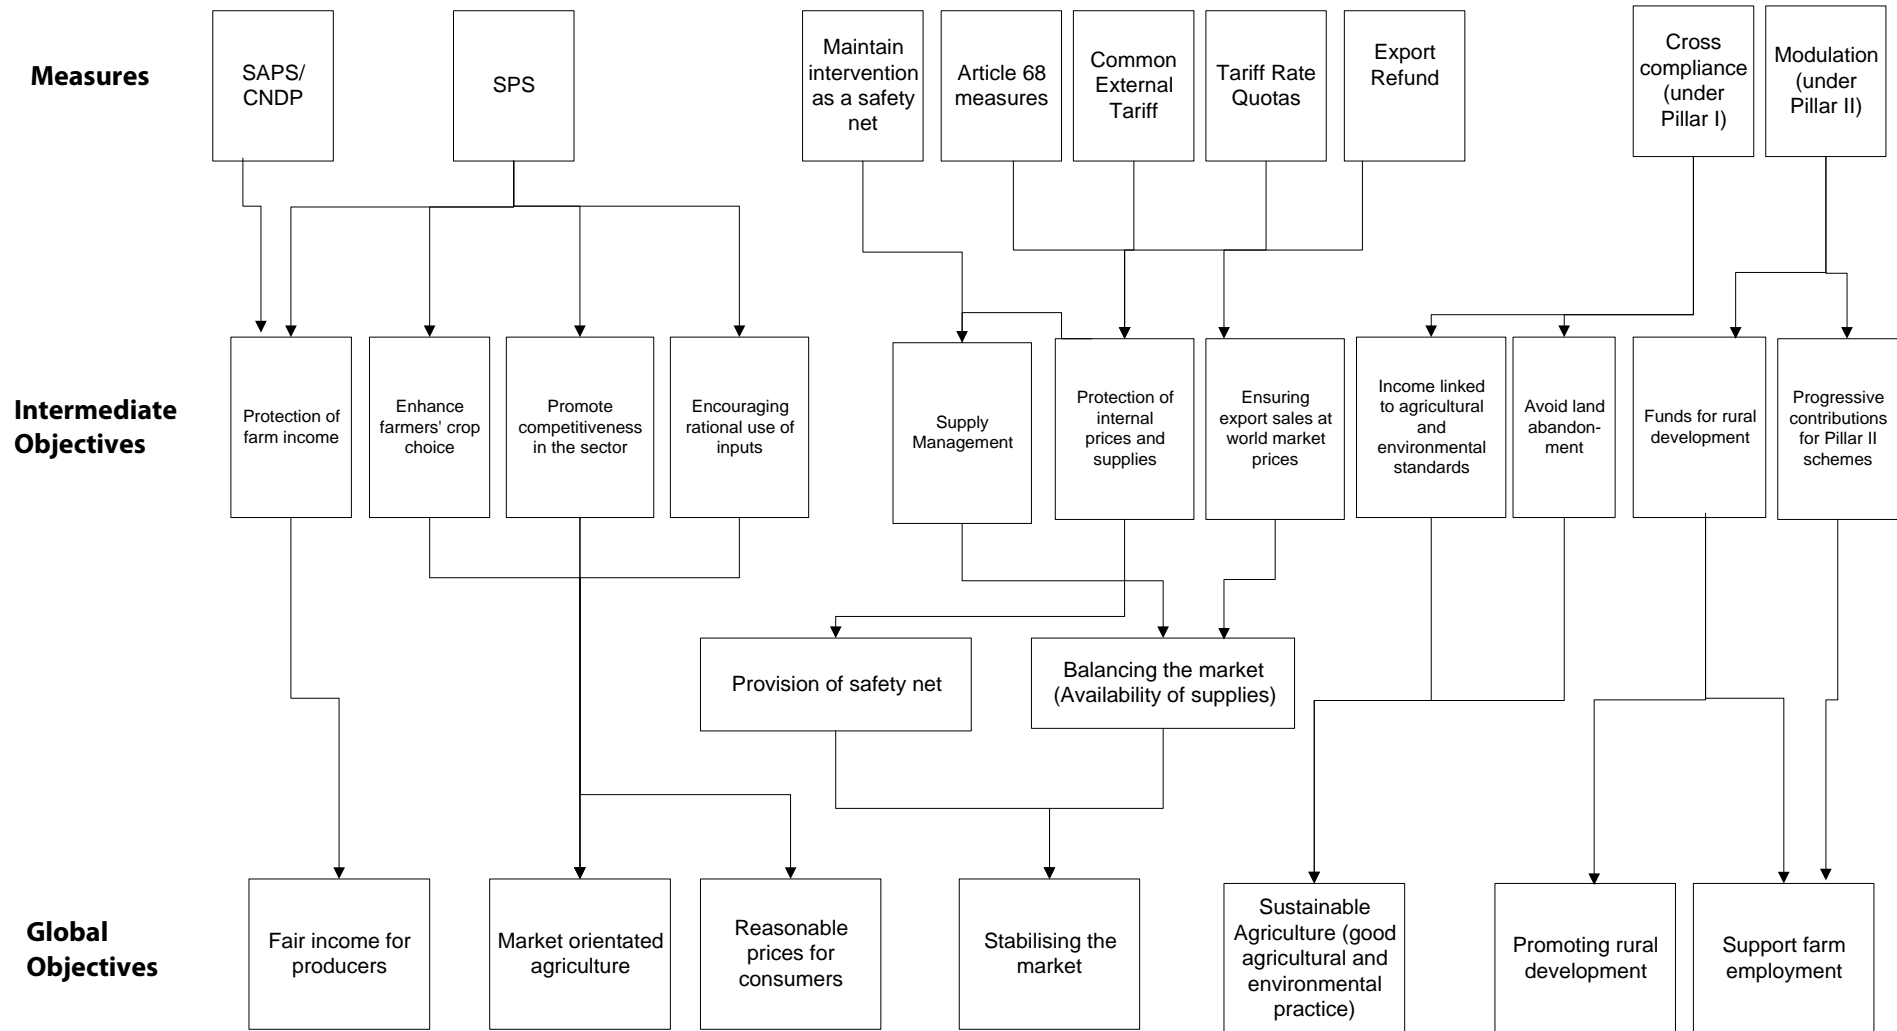 Measures
SAPS/
CNDP
SPS
Maintain
intervention
as a safety
net
Article 68
measures
Common
External
Tariff
Tariff Rate
Quotas
Export
Refund
Cross
compliance
(under
Pillar I)
Modulation
(under
Pillar II)
Intermediate
Objectives
Protection of
farm income
Enhance
farmers' crop
choice
Promote
competitiveness
in the sector
Encouraging
rational use of
inputs
Supply
Management
Protection of
internal
prices and
supplies
Ensuring
export sales at
world market
prices
Income linked
to agricultural
and
environmental
standards
Avoid land
abandon-
ment
Funds for rural
development
Progressive
contributions
for Pillar II
schemes
Provision of safety net
Balancing the market
(Availability of supplies)
Global
Objectives
Fair income for
producers
Market orientated
agriculture
Reasonable
prices for
consumers
Stabilising the
market
Sustainable
Agriculture (good
agricultural and
environmental
practice)
Promoting rural
development
Support farm
employment